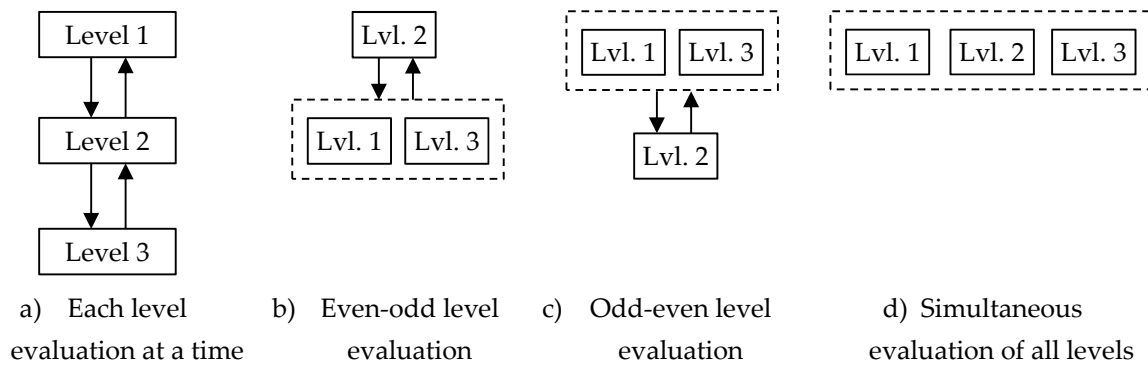 Level 1
Level 2
Level 3
a) Each level
evaluation at a time
Lvl. 2
Lvl. 1 Lvl. 3
b) Even-odd level
evaluation
Lvl. 1 Lvl. 3
Lvl. 2
c) Odd-even level
evaluation
Lvl. 1 Lvl. 2 Lvl. 3
d) Simultaneous
evaluation of all levels